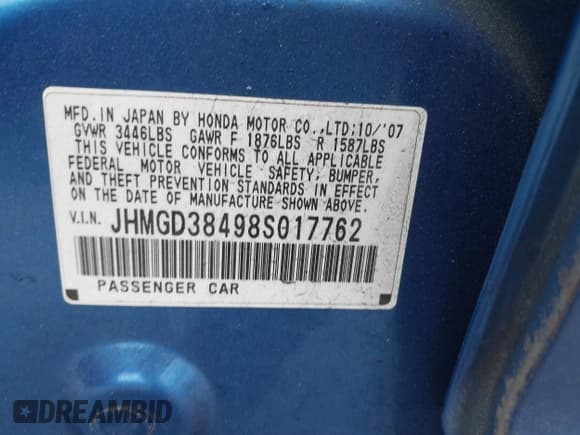 MFD. IN JAPAN BY HONDA MOTOR CO.,LTD; 10/'07
GVWR 3446LBS GAWR F 1876LBS R 1587LBS
THIS VEHICLE CONFORMS TO ALL APPLICABLE
FEDERAL MOTOR VEHICLE SAFETY, BUMPER,
AND THEFT PREVENTION STANDARDS IN EFFECT
ON THE DATE OF MANUFACTURE SHOWN ABOVE.
V.I.N. JHMGD38498S017762
PASSENGER CAR
DREAMBID